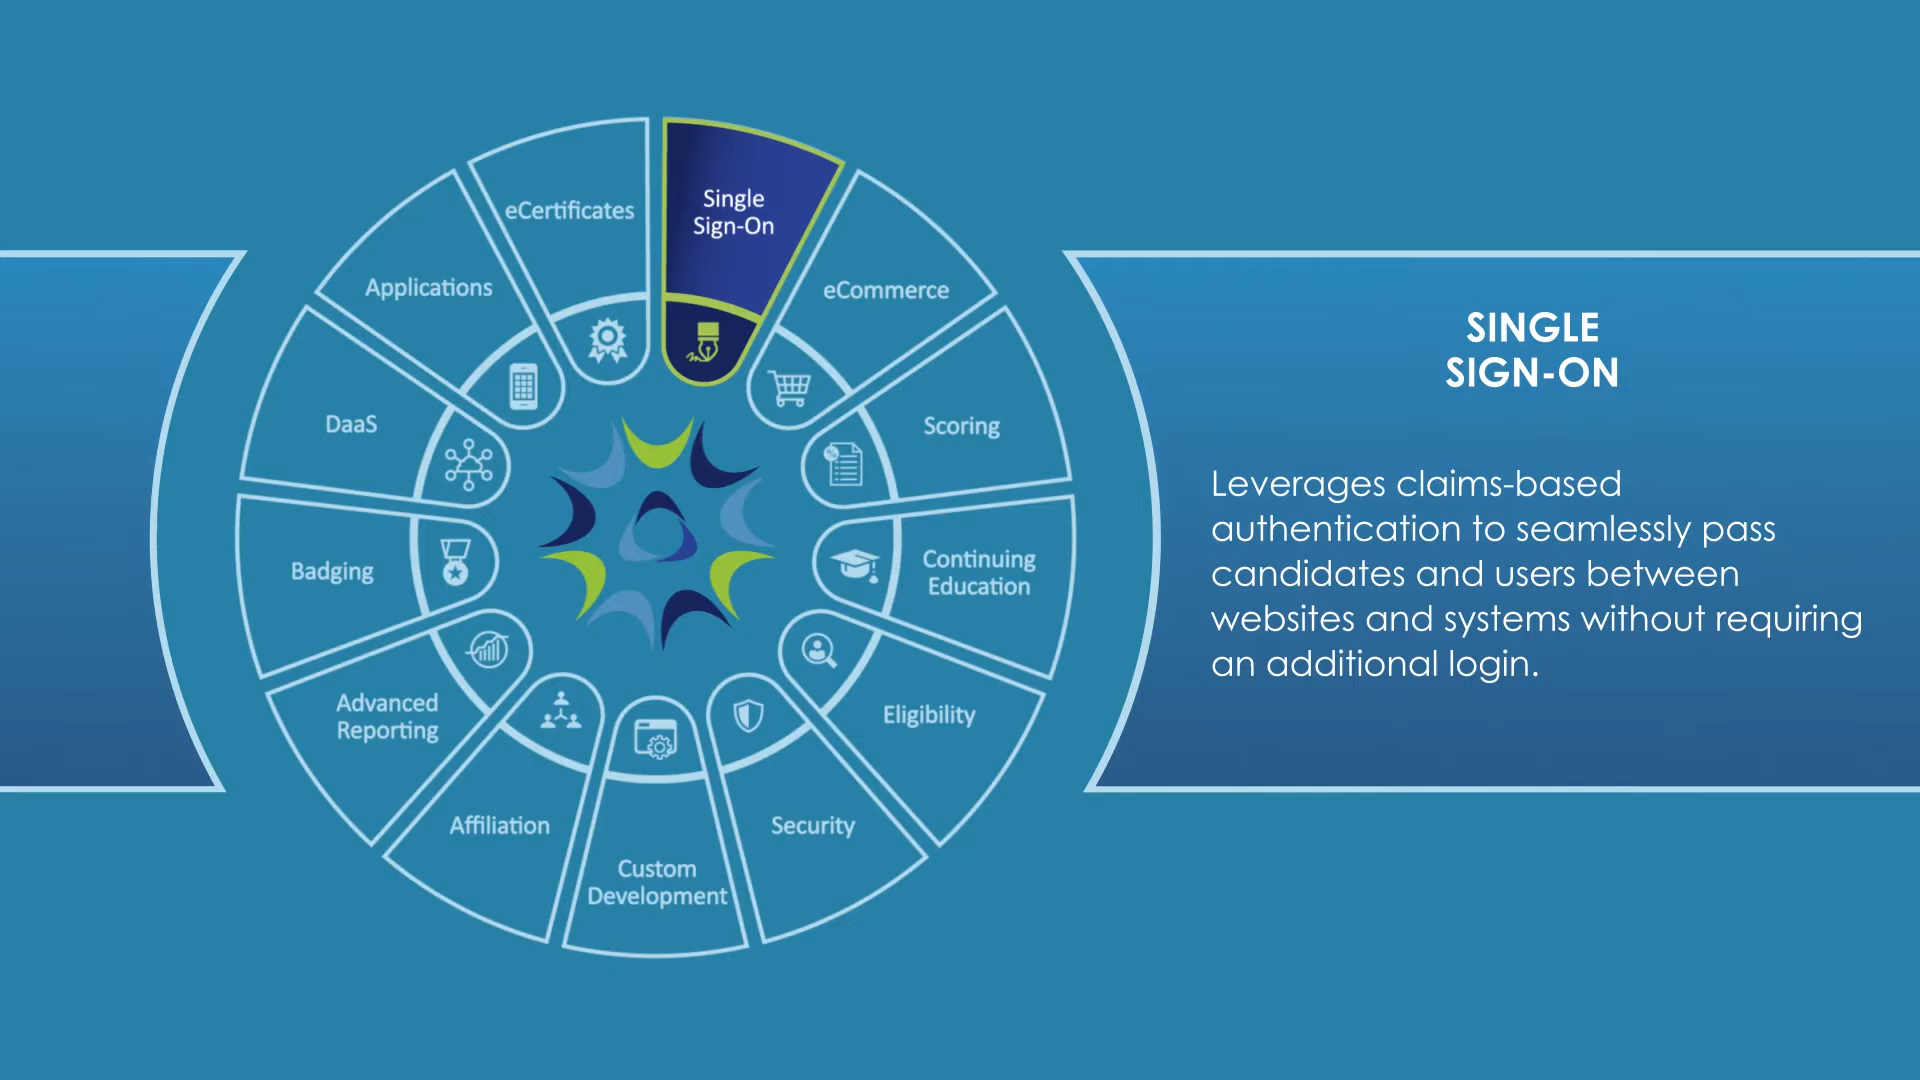 eCertificates
Single
Sign-On
Applications
eCommerce
DaaS
Scoring
Badging
Continuing
Education
Advanced
Reporting
Eligibility
Affiliation
Security
Custom
Development
SINGLE
SIGN-ON
Leverages claims-based
authentication to seamlessly pass
candidates and users between
websites and systems without requiring
an additional login.